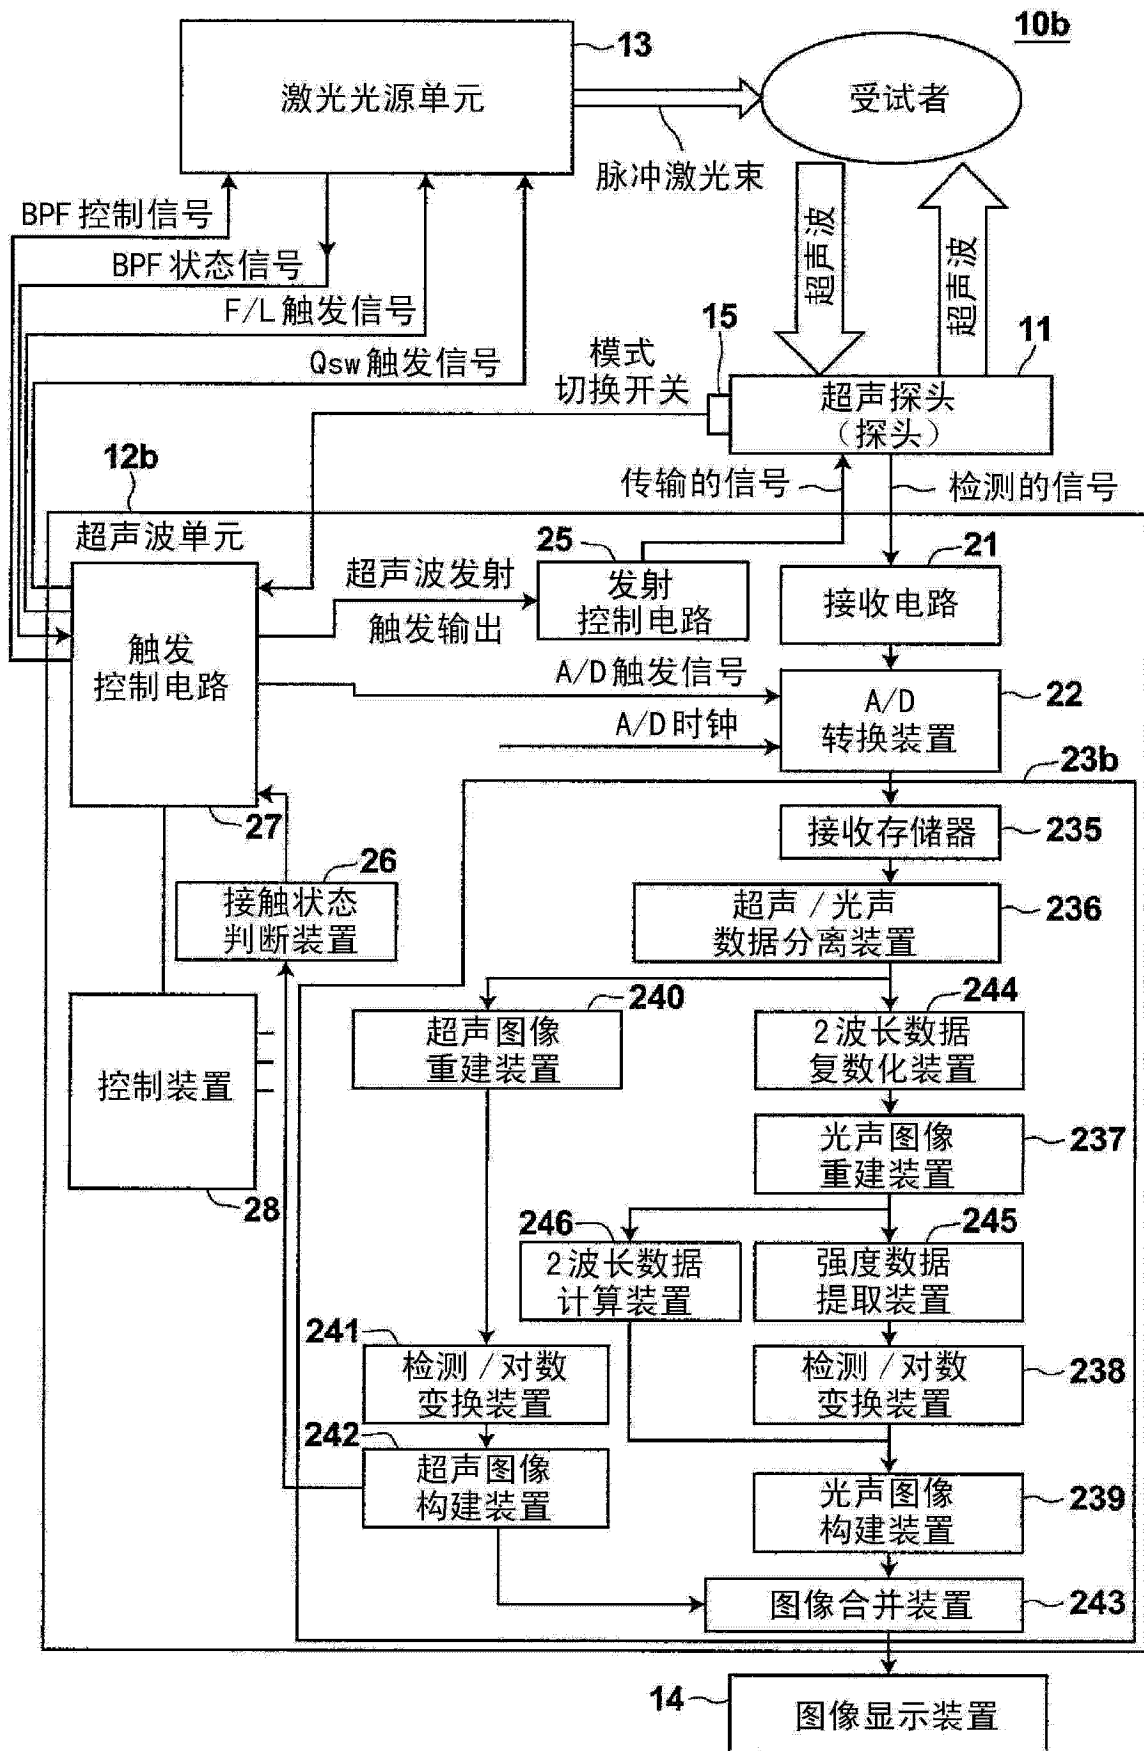 10b
13
激光光源单元
受试者
脉冲激光束
BPF控制信号
BPF状态信号
F/L触发信号
Qsw触发信号
超声波
超声波
15
模式
切换开关
11
超声探头
(探头)
12b
传输的信号
检测的信号
超声波单元
25
21
超声波发射
触发输出
发射
控制电路
接收电路
触发
控制电路
A/D触发信号
A/D时钟
A/D
转换装置
22
23b
27
接收存储器
235
26
接触状态
判断装置
超声/光声
数据分离装置
236
240
244
超声图像
重建装置
2波长数据
复数化装置
控制装置
28
光声图像
重建装置
237
246
245
2波长数据
计算装置
强度数据
提取装置
241
检测/对数
变换装置
检测/对数
变换装置
238
242
超声图像
构建装置
光声图像
构建装置
239
图像合并装置
243
14
图像显示装置